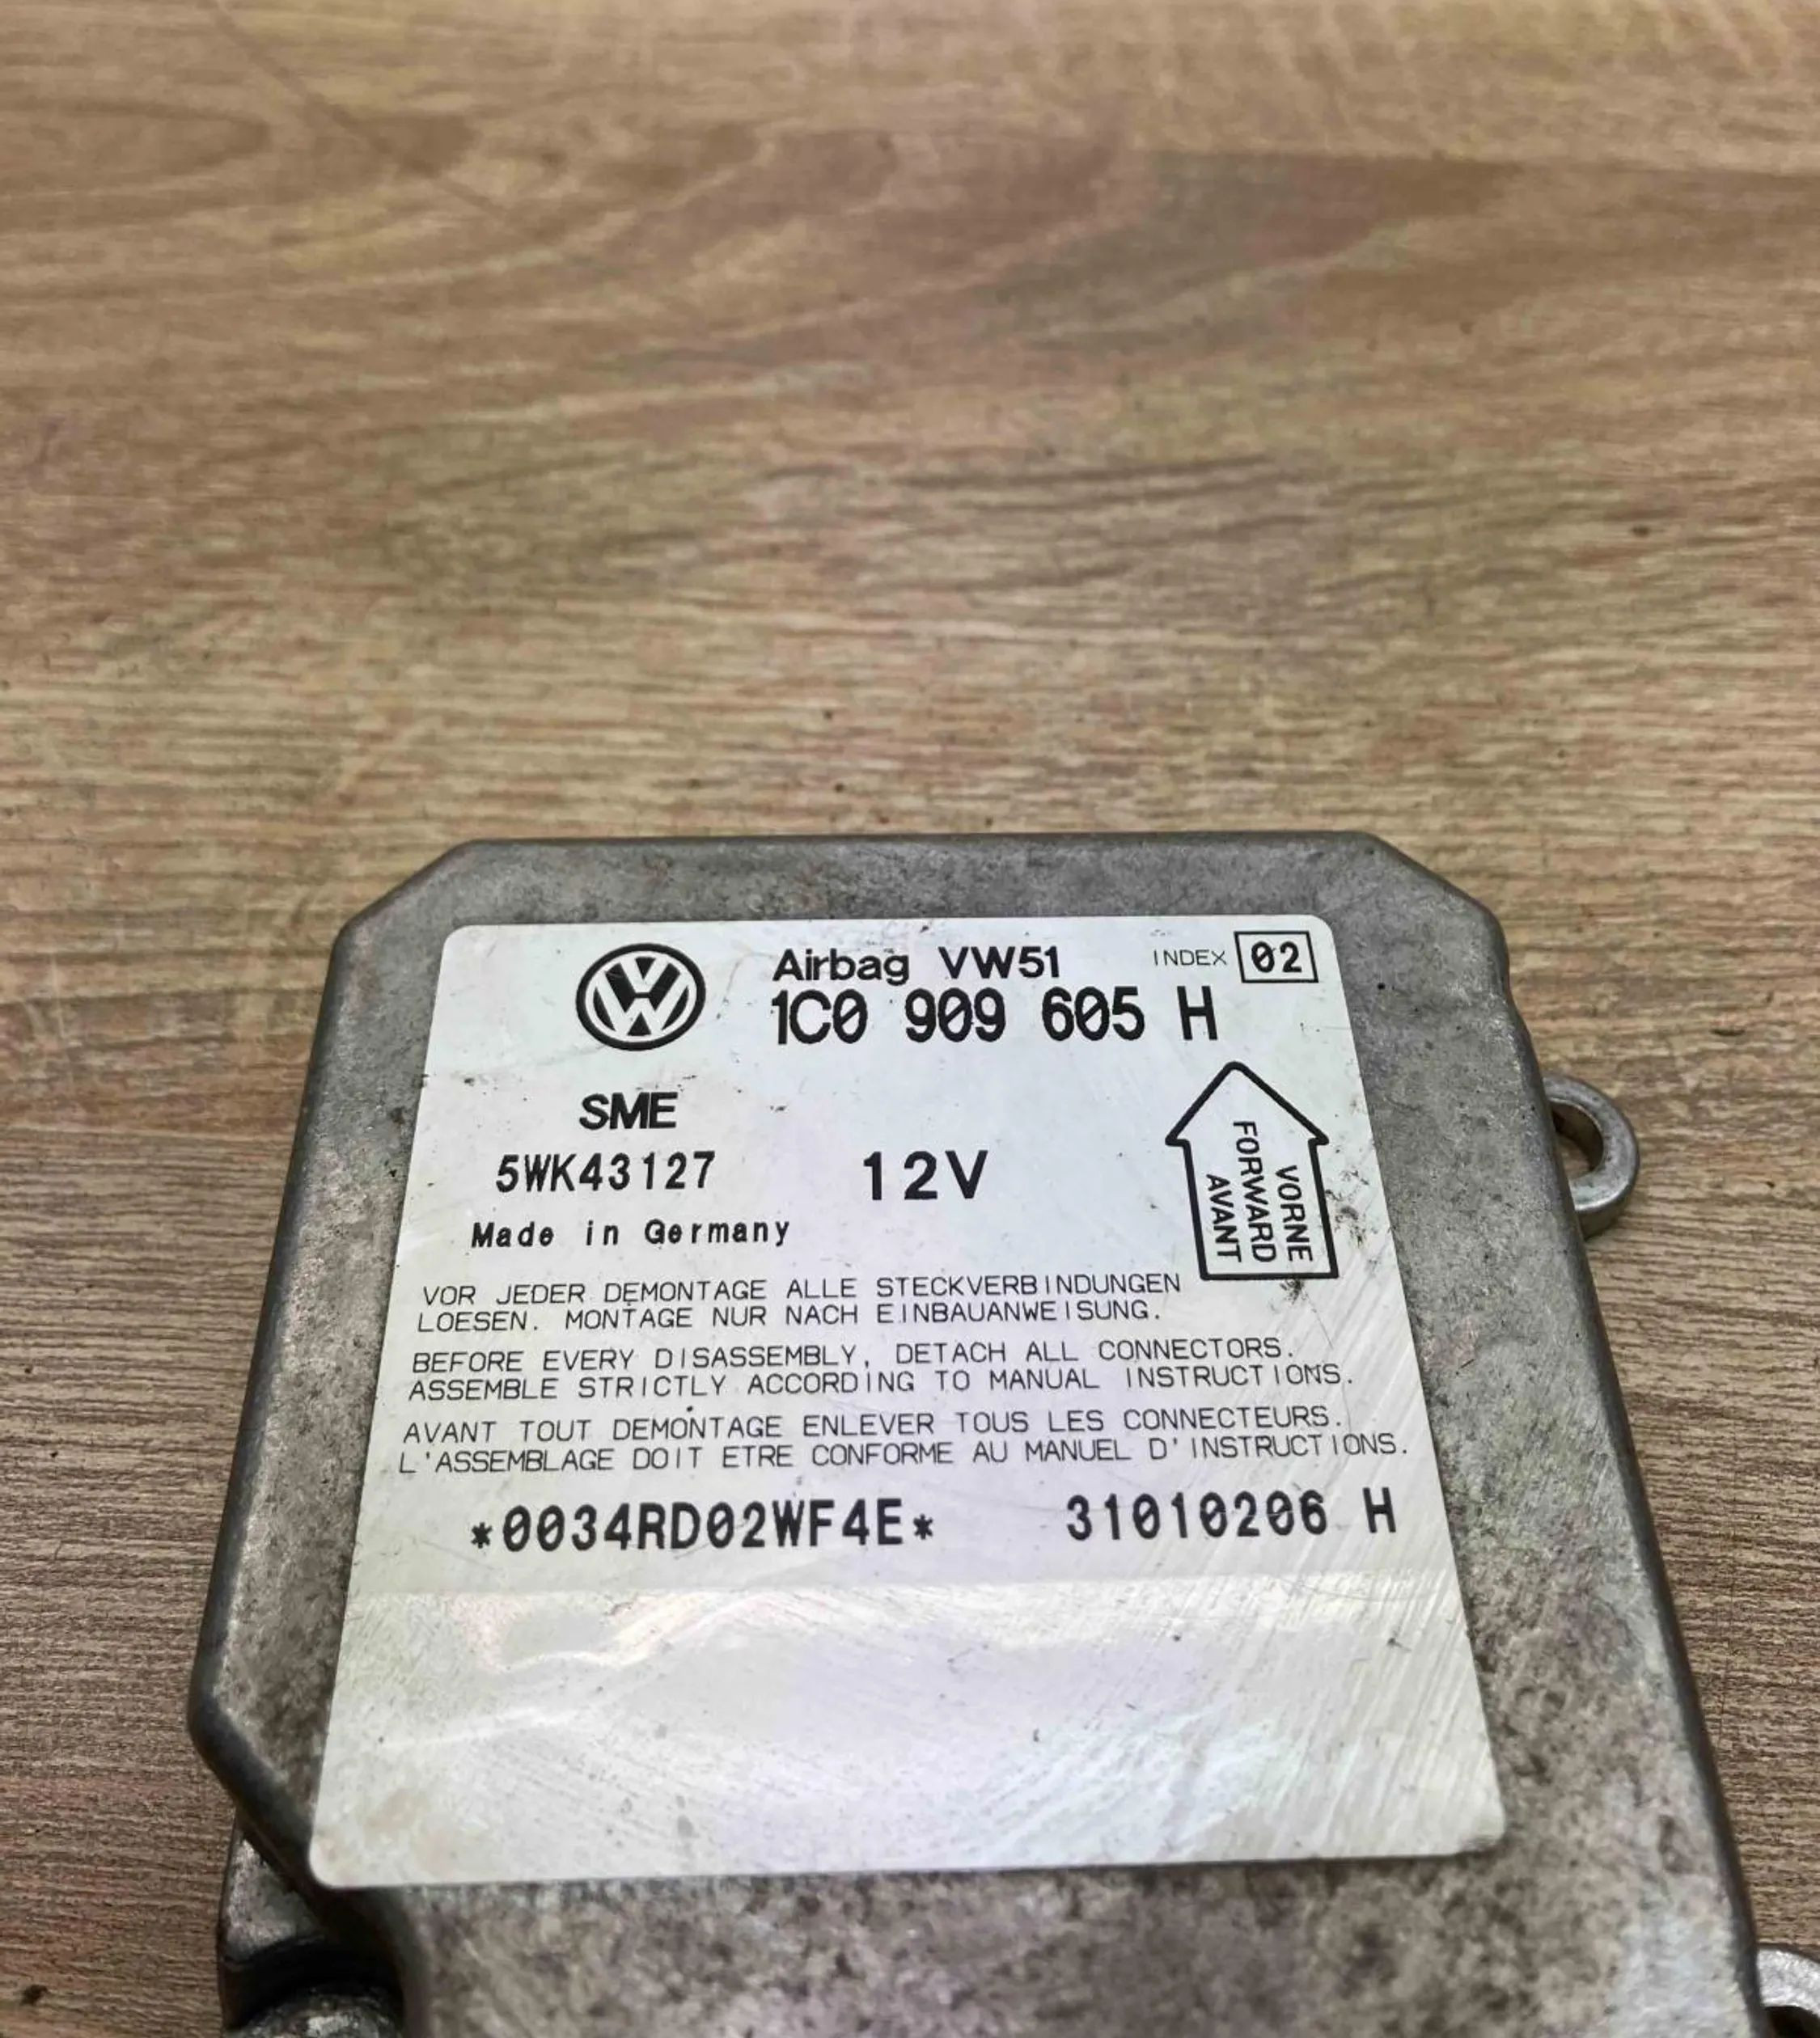 Airbag VW51 INDEX 02
1C0 909 605 H
SME
5WK43127 12V
Made in Germany
VORNE
FORWARD
AVANT
VOR JEDER DEMONTAGE ALLE STECKVERBINDUNGEN
LOESEN. MONTAGE NUR NACH EINBAUANWEISUNG.
BEFORE EVERY DISASSEMBLY, DETACH ALL CONNECTORS.
ASSEMBLE STRICTLY ACCORDING TO MANUAL INSTRUCTIONS.
AVANT TOUT DEMONTAGE ENLEVER TOUS LES CONNECTEURS.
L'ASSEMBLAGE DOIT ETRE CONFORME AU MANUEL D'INSTRUCTIONS.
*0034RD02WF4E* 31010206 H